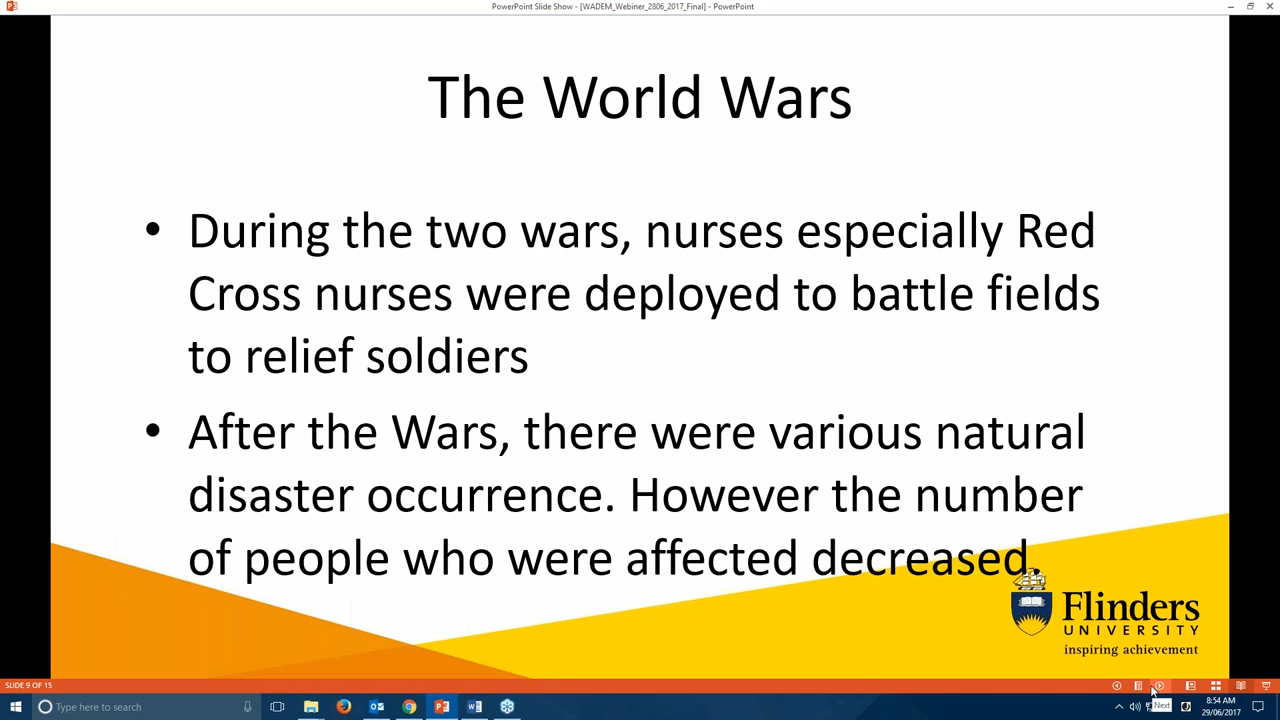 PowerPoint Slide Show - [WADEM_Webiner_2806_2017_Final] - PowerPoint
The World Wars
• During the two wars, nurses especially Red
Cross nurses were deployed to battle fields
to relief soldiers
• After the Wars, there were various natural
disaster occurrence. However the number
of people who were affected decreased.
Flinders
UNIVERSITY
inspiring achievement
SLIDE 9 OF 15
Type here to search
Next
8:54 AM
29/06/2017